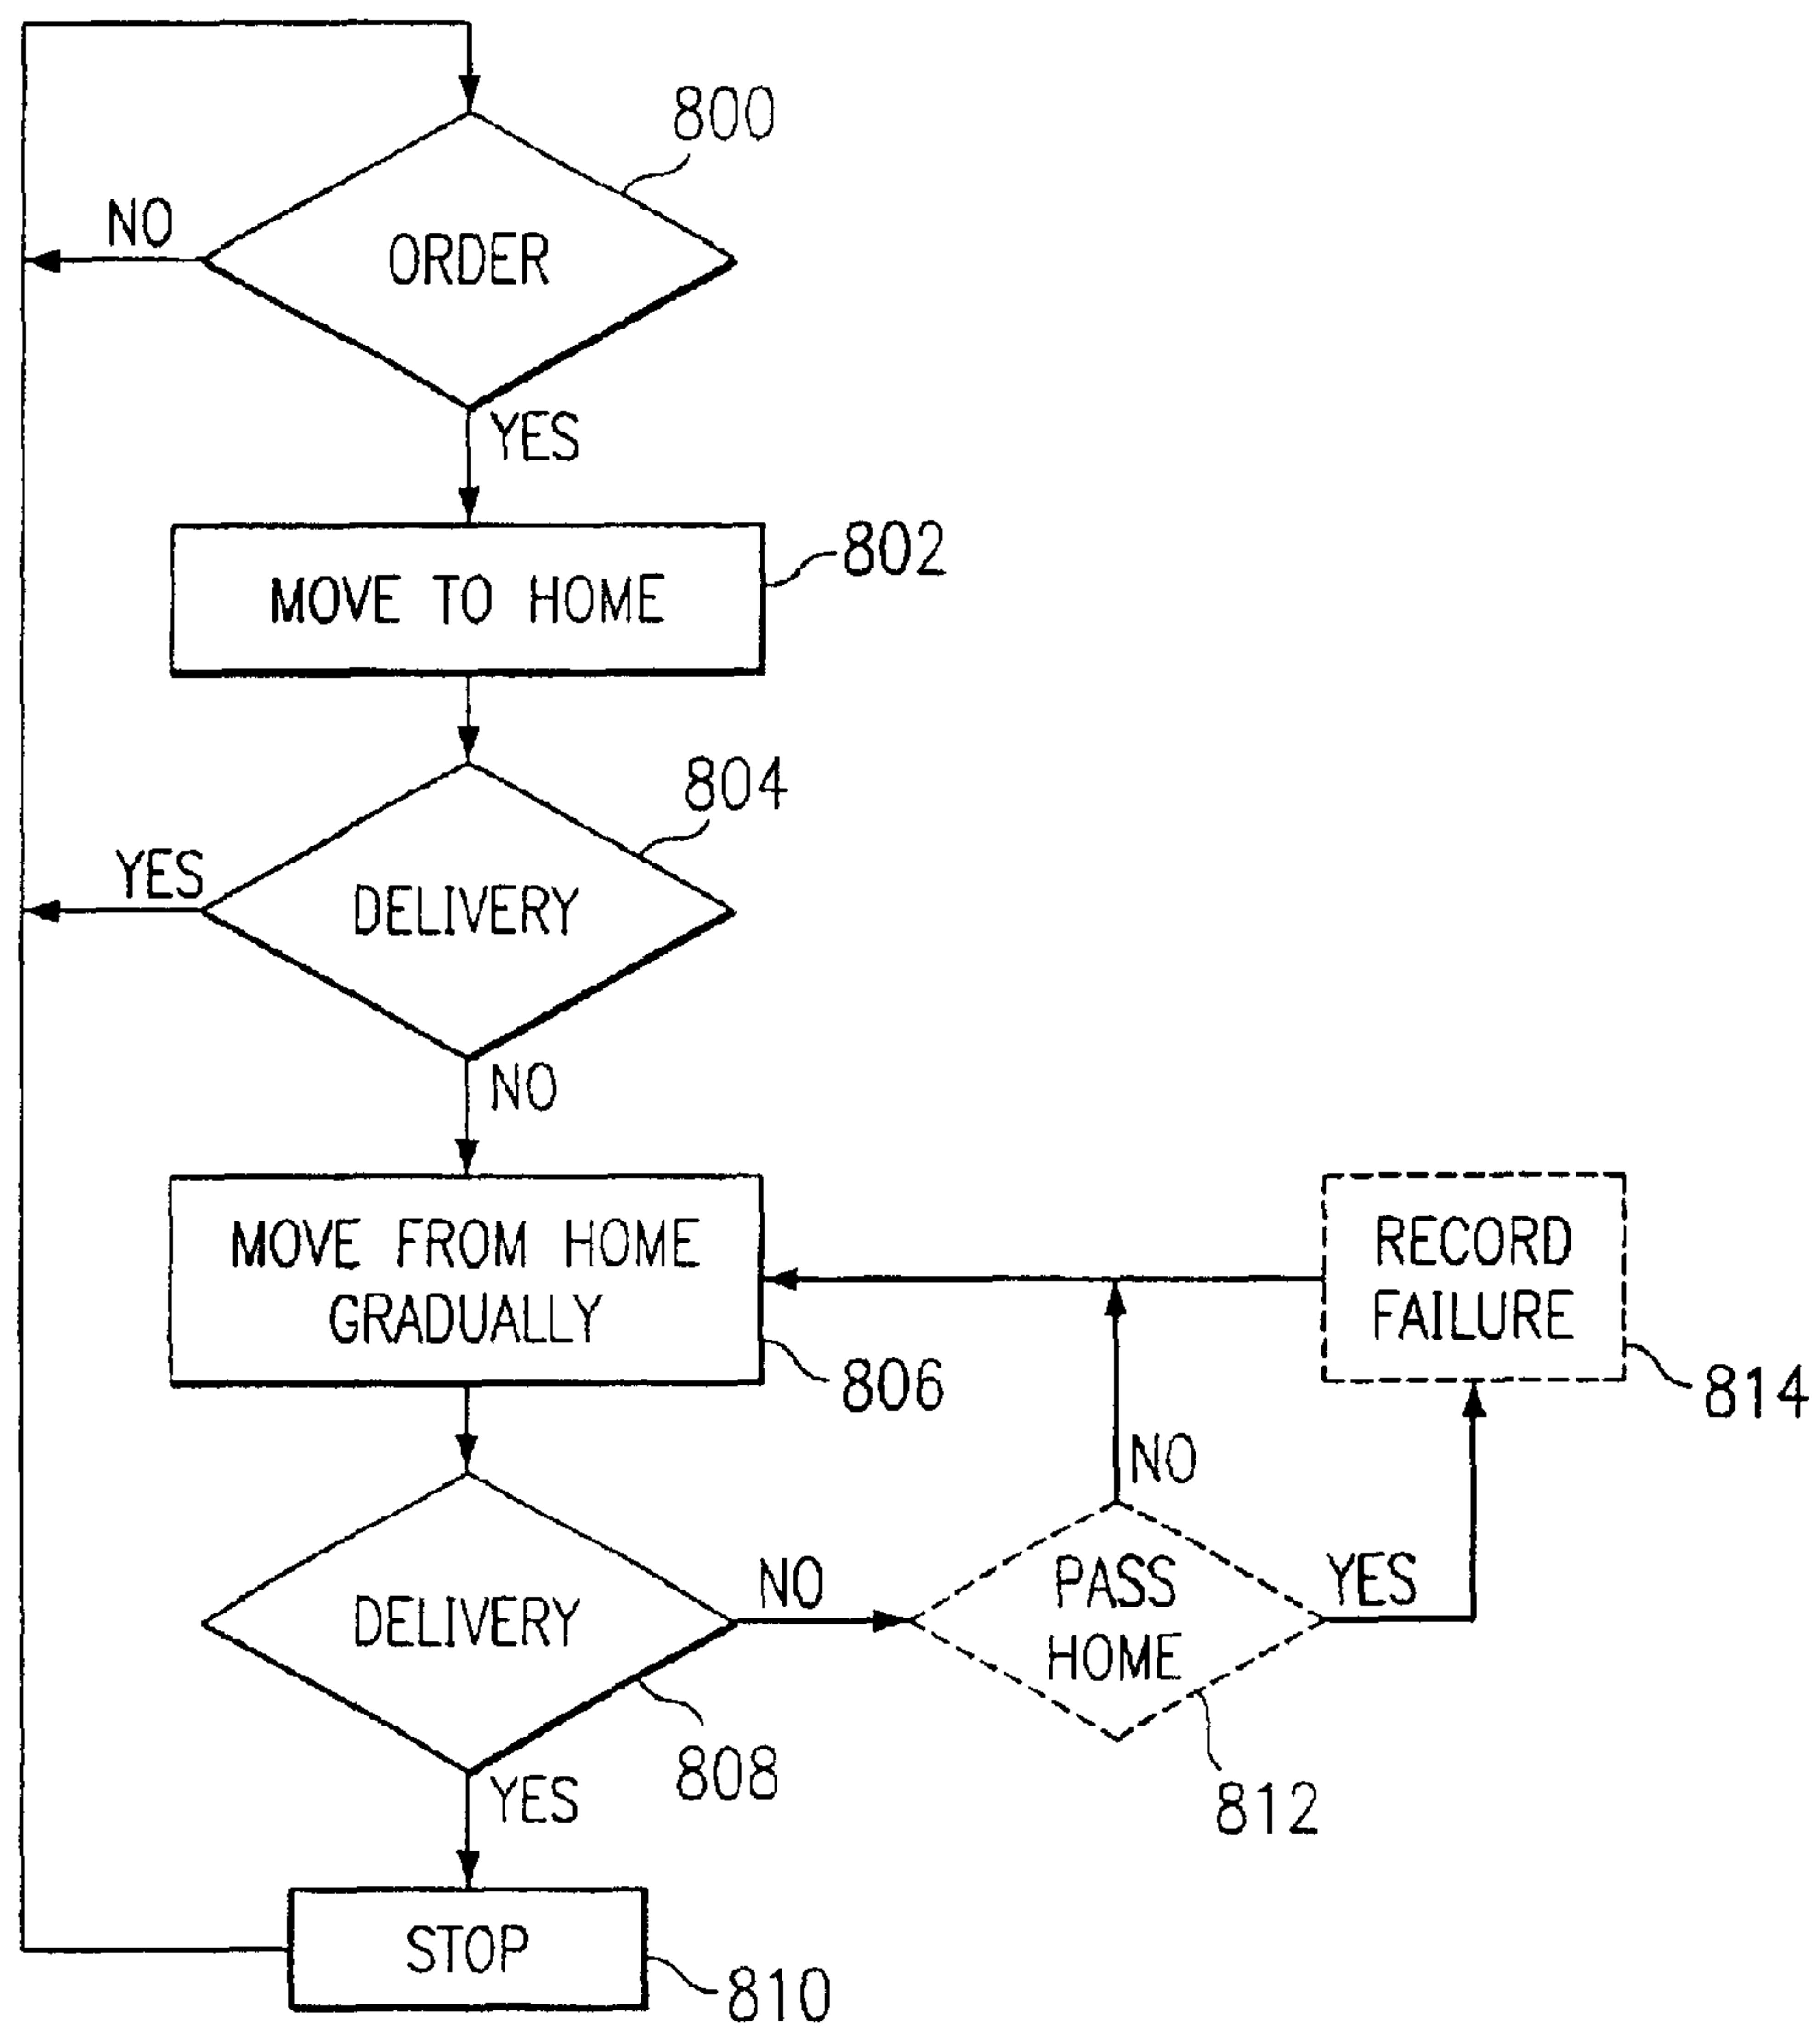 800
NO
ORDER
YES
802
MOVE TO HOME
804
YES
DELIVERY
NO
MOVE FROM HOME
GRADUALLY
806
RECORD
FAILURE
814
NO
DELIVERY
NO
PASS
HOME
YES
808
812
YES
STOP
810